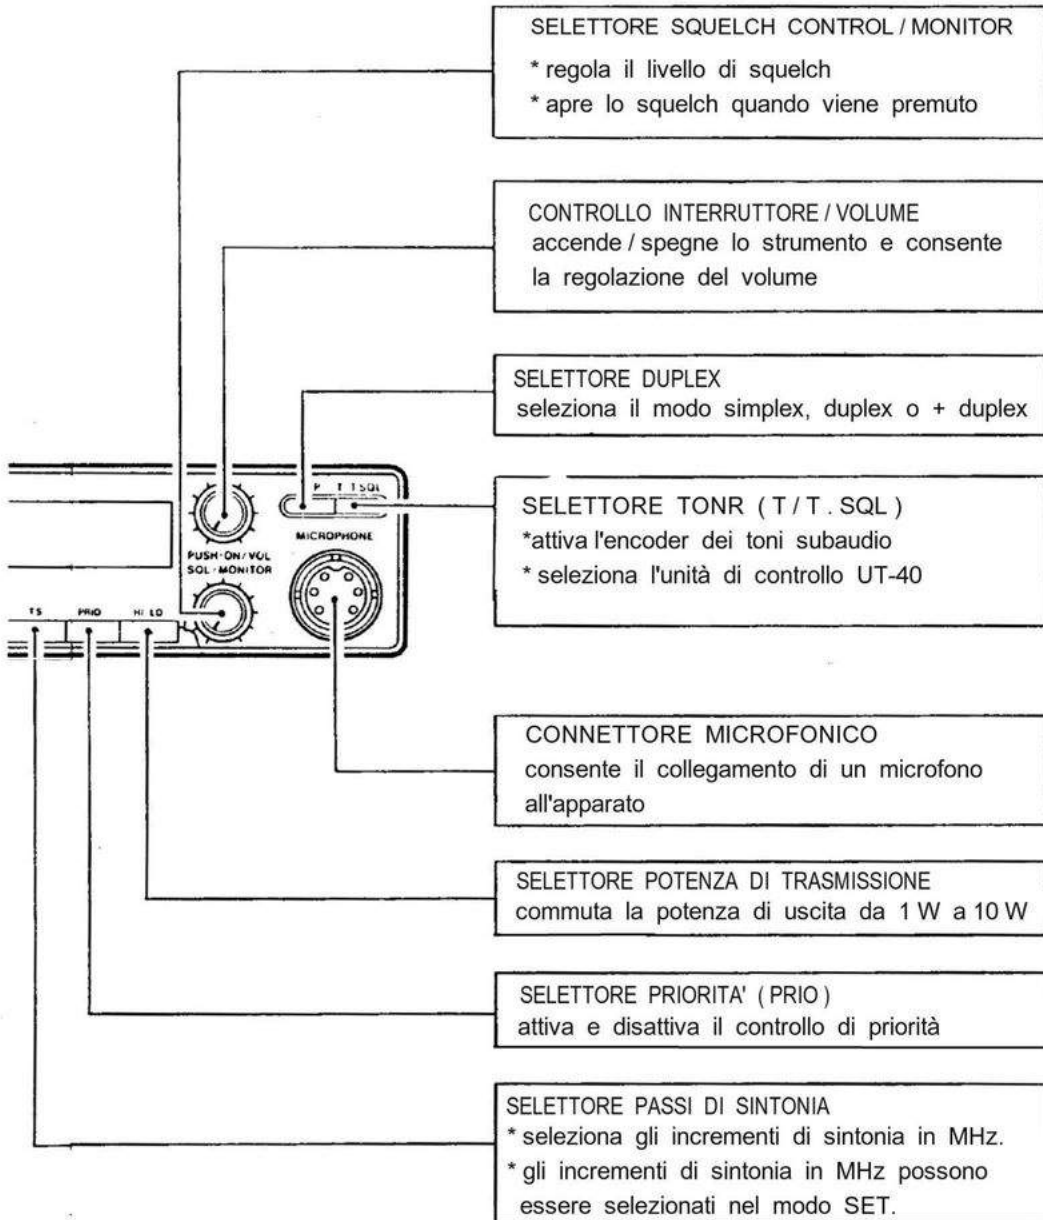 SELETTORE SQUELCH CONTROL / MONITOR
* regola il livello di squelch
* apre lo squelch quando viene premuto
CONTROLLO INTERRUTTORE / VOLUME
accende / spegne lo strumento e consente
la regolazione del volume
SELETTORE DUPLEX
seleziona il modo simplex, duplex o + duplex
P T T SQL
MICROPHONE
PUSH-ON/VOL
SQL-MONITOR
TS PRIO HI LO
SELETTORE TONR ( T / T . SQL )
*attiva l'encoder dei toni subaudio
* seleziona l'unità di controllo UT-40
CONNETTORE MICROFONICO
consente il collegamento di un microfono
all'apparato
SELETTORE POTENZA DI TRASMISSIONE
commuta la potenza di uscita da 1 W a 10 W
SELETTORE PRIORITA' ( PRIO )
attiva e disattiva il controllo di priorità
SELETTORE PASSI DI SINTONIA
* seleziona gli incrementi di sintonia in MHz.
* gli incrementi di sintonia in MHz possono
essere selezionati nel modo SET.